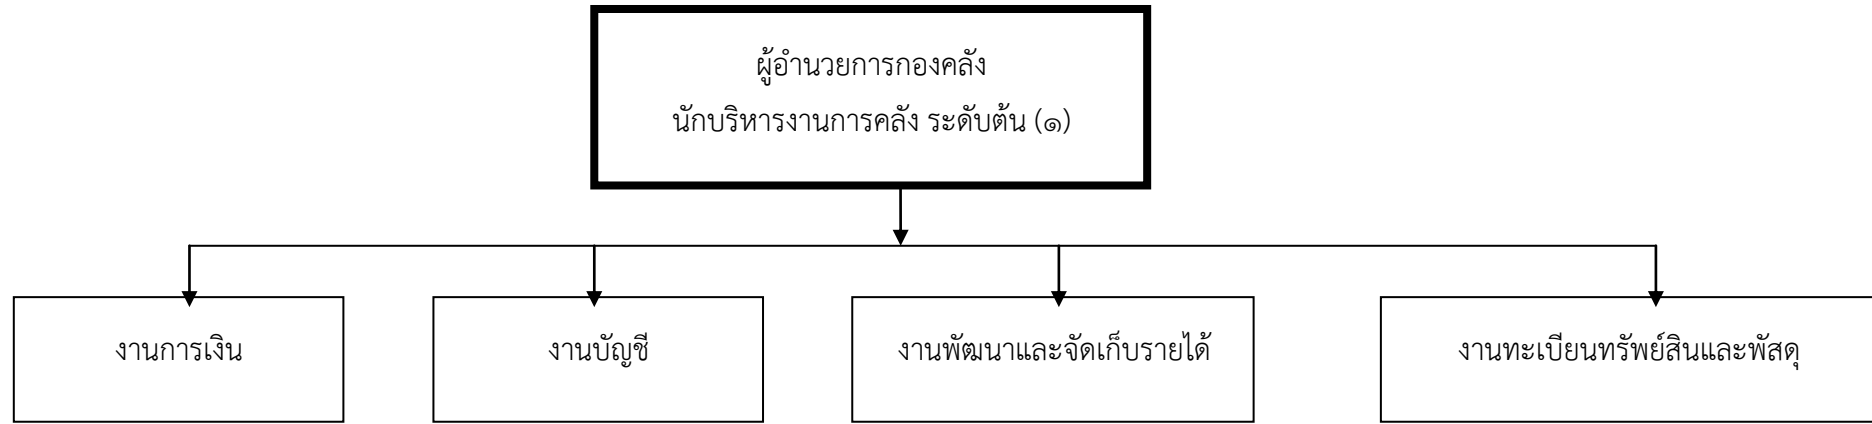 ผู้อำนวยการกองคลัง
นักบริหารงานการคลัง ระดับต้น (๑)
งานการเงิน
งานบัญชี
งานพัฒนาและจัดเก็บรายได้
งานทะเบียนทรัพย์สินและพัสดุ